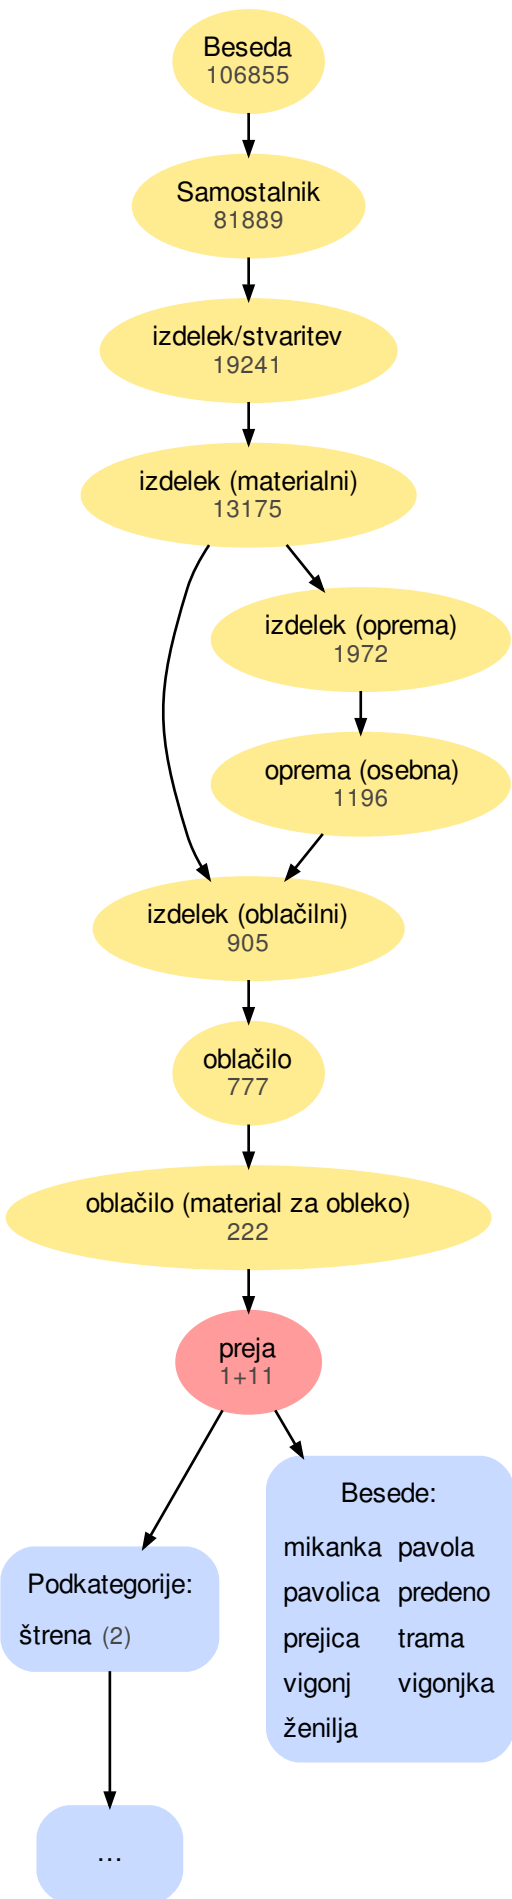 Beseda
106855
Samostalnik
81889
izdelek/stvaritev
19241
izdelek (materialni)
13175
izdelek (oprema)
1972
oprema (osebna)
1196
izdelek (oblačilni)
905
oblačilo
777
oblačilo (material za obleko)
222
preja
1+11
Besede:
mikanka pavola
pavolica predeno
prejica trama
vigonj vigonjka
ženilja
Podkategorije:
štrena (2)
...